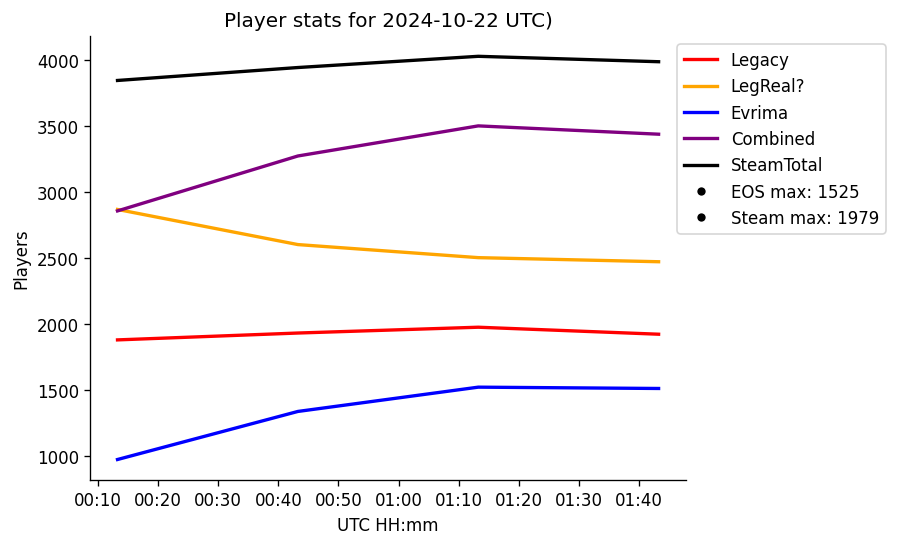 Player stats for 2024-10-22 UTC)
Players
4000
3500
3000
2500
2000
1500
1000
00:10 00:20 00:30 00:40 00:50 01:00 01:10 01:20 01:30 01:40
UTC HH:mm
Legacy
LegReal?
Evrima
Combined
SteamTotal
EOS max: 1525
Steam max: 1979